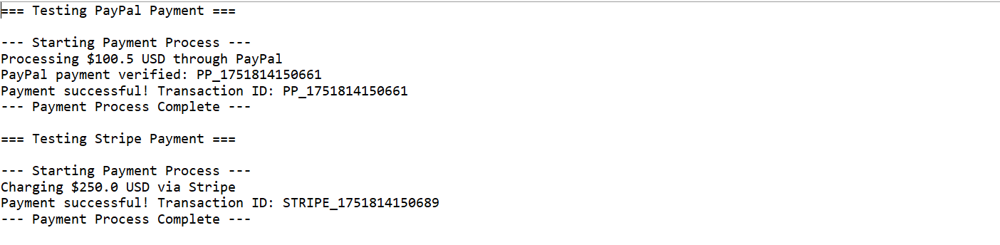 === Testing PayPal Payment ===
--- Starting Payment Process ---
Processing $100.5 USD through PayPal
PayPal payment verified: PP_1751814150661
Payment successful! Transaction ID: PP_1751814150661
--- Payment Process Complete ---
=== Testing Stripe Payment ===
--- Starting Payment Process ---
Charging $250.0 USD via Stripe
Payment successful! Transaction ID: STRIPE_1751814150689
--- Payment Process Complete ---